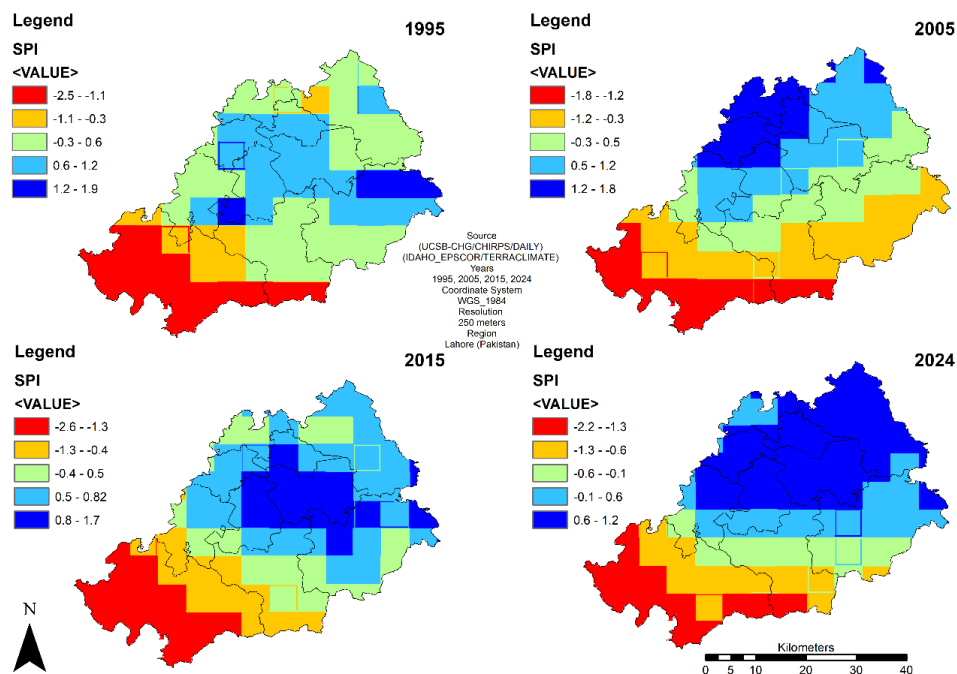 Legend
1995
SPI
<VALUE>
-2.5 - -1.1
-1.1 - -0.3
-0.3 - 0.6
0.6 - 1.2
1.2 - 1.9
Legend
2005
SPI
<VALUE>
-1.8 - -1.2
-1.2 - -0.3
-0.3 - 0.5
0.5 - 1.2
1.2 - 1.8
Source
(UCSB-CHG/CHIRPS/DAILY)
(IDAHO_EPSCOR/TERRACLIMATE)
Years
1995, 2005, 2015, 2024
Coordinate System
WGS_1984
Resolution
250 meters
Region
Lahore (Pakistan)
Legend
2015
SPI
<VALUE>
-2.6 - -1.3
-1.3 - -0.4
-0.4 - 0.5
0.5 - 0.82
0.8 - 1.7
Legend
2024
SPI
<VALUE>
-2.2 - -1.3
-1.3 - -0.6
-0.6 - -0.1
-0.1 - 0.6
0.6 - 1.2
N
Kilometers
0 5 10 20 30 40